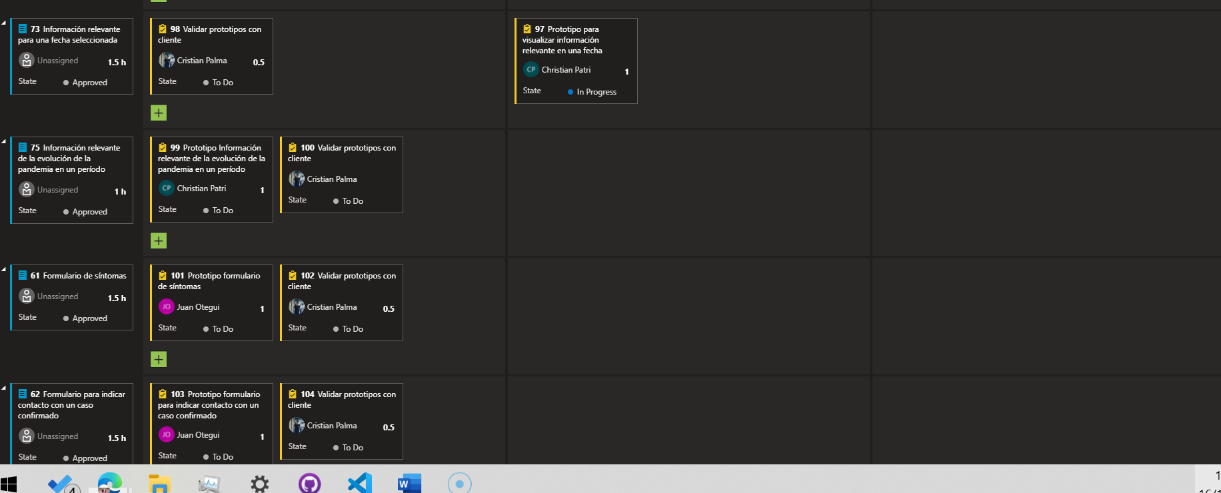 73 Información relevante
para una fecha seleccionada
Unassigned 1.5 h
State Approved
98 Validar prototipos con
cliente
Cristian Palma 0.5
State To Do
97 Prototipo para
visualizar información
relevante en una fecha
CP Christian Patri 1
State In Progress
75 Información relevante
de la evolución de la
pandemia en un período
Unassigned 1 h
State Approved
99 Prototipo Información
relevante de la evolución de la
pandemia en un período
CP Christian Patri 1
State To Do
100 Validar prototipos con
cliente
Cristian Palma
State To Do
61 Formulario de síntomas
Unassigned 1.5 h
State Approved
101 Prototipo formulario
de síntomas
JO Juan Otegui 1
State To Do
102 Validar prototipos con
cliente
Cristian Palma 0.5
State To Do
62 Formulario para indicar
contacto con un caso
confirmado
Unassigned 1.5 h
State Approved
103 Prototipo formulario
para indicar contacto con un
caso confirmado
JO Juan Otegui 1
State To Do
104 Validar prototipos con
cliente
Cristian Palma 0.5
State To Do
4
W